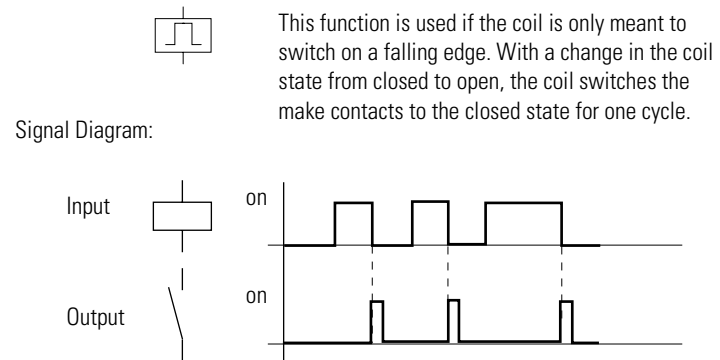 This function is used if the coil is only meant to
switch on a falling edge. With a change in the coil
state from closed to open, the coil switches the
make contacts to the closed state for one cycle.
Signal Diagram:
Input
on
Output
on